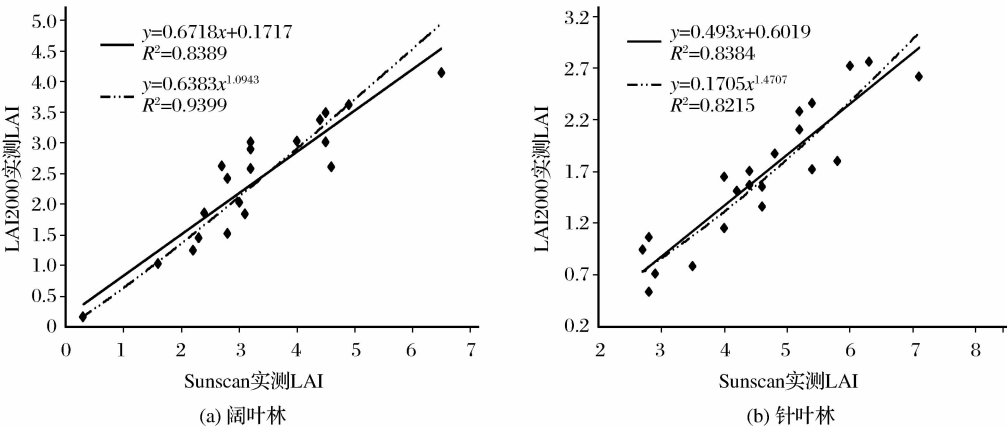 LAI2000实测LAI
5.0
4.5
4.0
3.5
3.0
2.5
2.0
1.5
1.0
0.5
0
y=0.6718x+0.1717
R²=0.8389
y=0.6383x^1.0943
R²=0.9399
0 1 2 3 4 5 6 7
Sunscan实测LAI
(a) 阔叶林
LAI2000实测LAI
3.2
2.7
2.2
1.7
1.2
0.7
0.2
y=0.493x+0.6019
R²=0.8384
y=0.1705x^1.4707
R²=0.8215
2 3 4 5 6 7 8
Sunscan实测LAI
(b) 针叶林